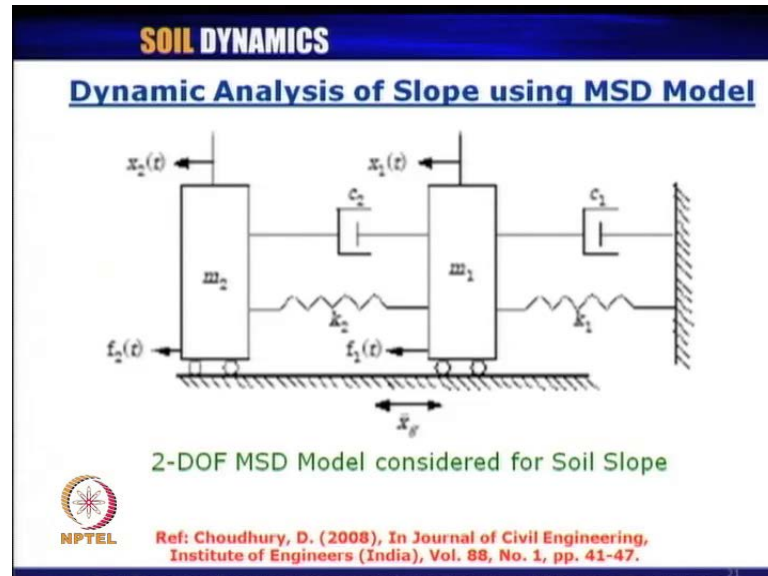 SOIL DYNAMICS
Dynamic Analysis of Slope using MSD Model
x₂(t)
x₁(t)
c₂
c₁
m₂
m₁
k₂
k₁
f₂(t)
f₁(t)
ẍg
2-DOF MSD Model considered for Soil Slope
NPTEL
Ref: Choudhury, D. (2008), In Journal of Civil Engineering,
Institute of Engineers (India), Vol. 88, No. 1, pp. 41-47.
21